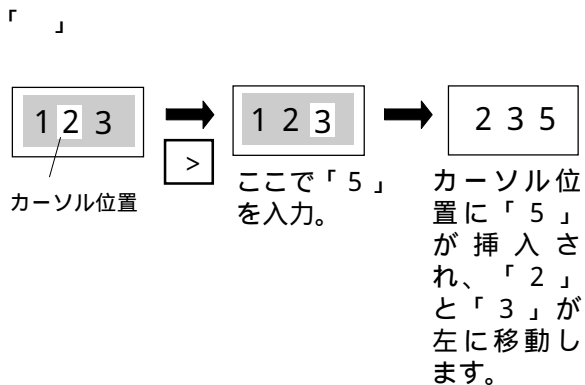 「　」
1 2 3
1 2 3
2 3 5
>
カーソル位置
ここで「5」
を入力。
カーソル位
置に「5」
が挿入さ
れ、「2」
と「3」が
左に移動し
ます。